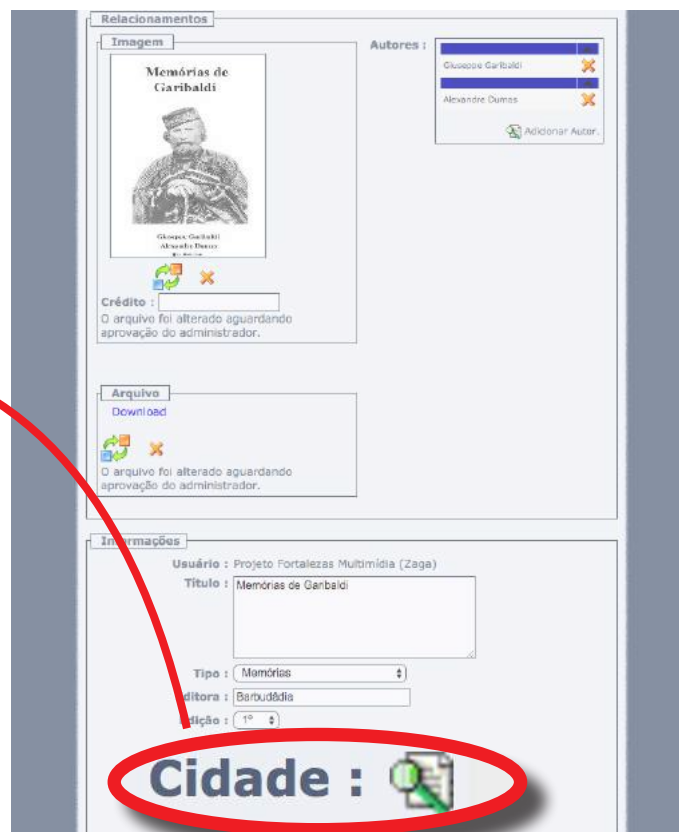 Relacionamentos
Imagem
Memórias de
Garibaldi
Giuseppe Garibaldi
Alexandre Dumas
Crédito :
O arquivo foi alterado aguardando
aprovação do administrador.
Autores :
Giuseppe Garibaldi
Alexandre Dumas
Adicionar Autor.
Arquivo
Download
O arquivo foi alterado aguardando
aprovação do administrador.
Informações
Usuário : Projeto Fortalezas Multimídia (Zaga)
Título : Memórias de Garibaldi
Tipo : Memórias
Editora : Barbudâdia
Edição : 1º
Cidade :